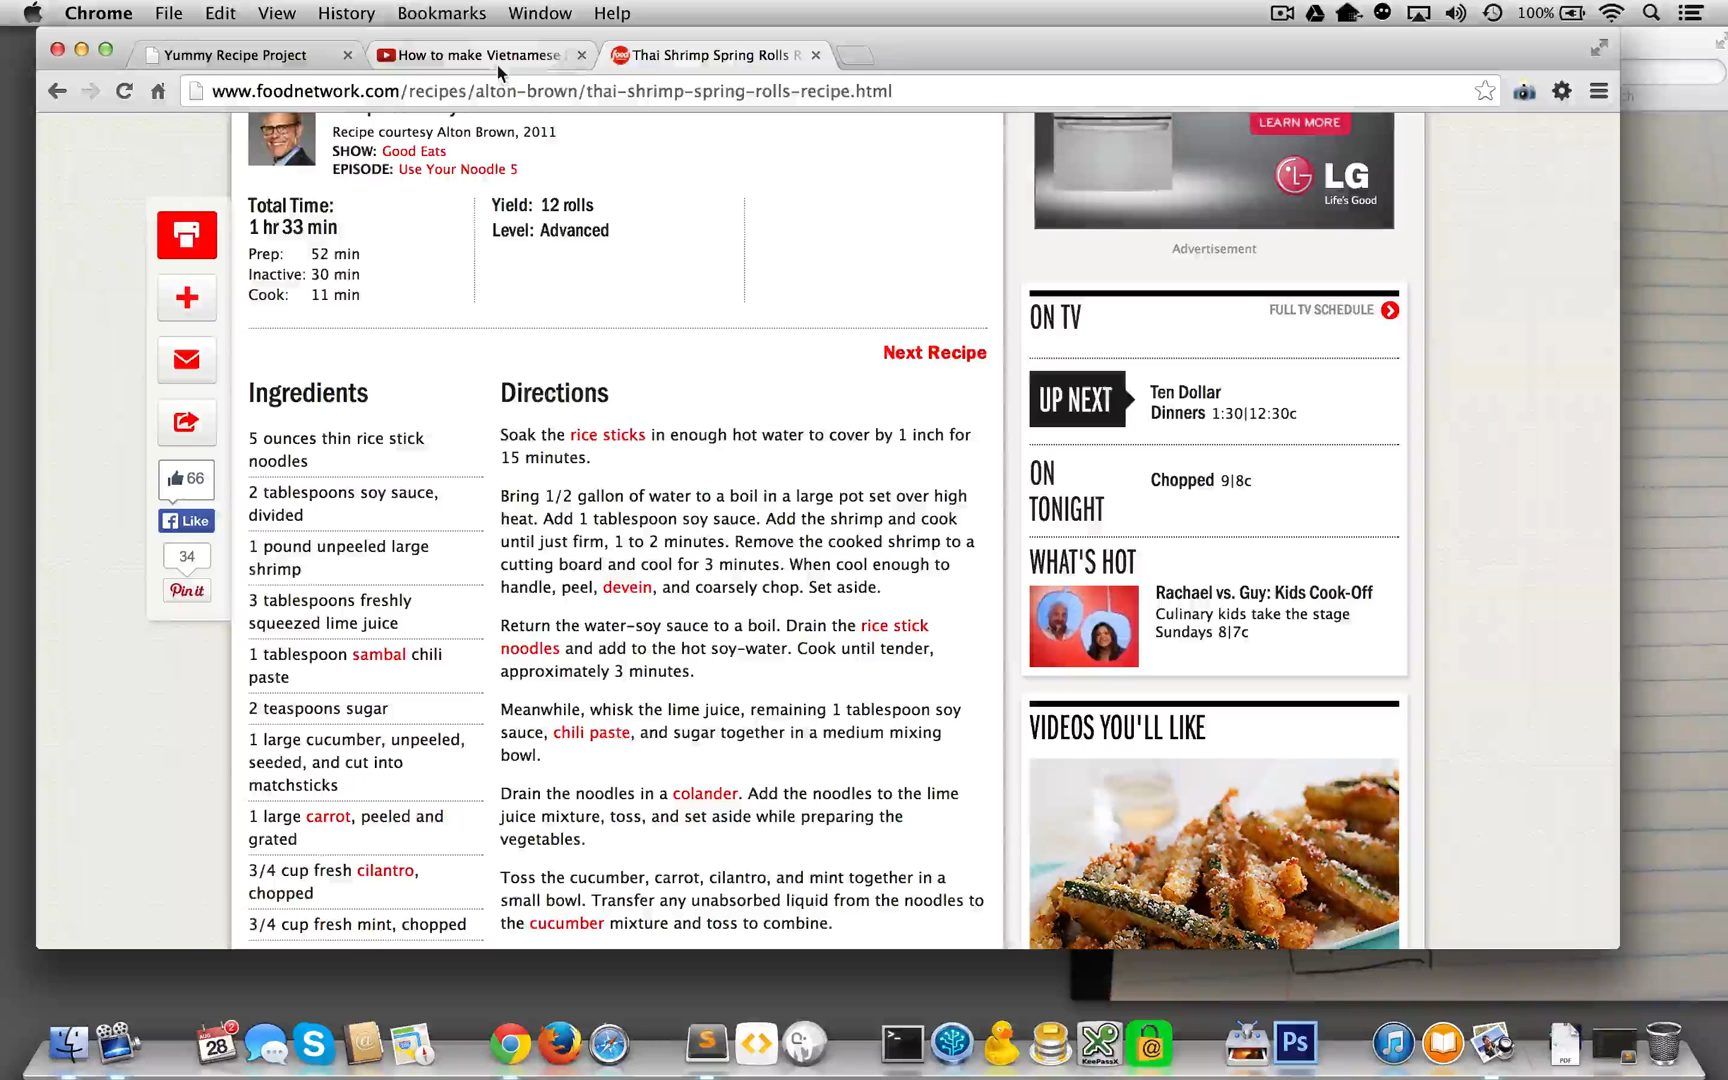 Chrome File Edit View History Bookmarks Window Help 100%
Yummy Recipe Project How to make Vietnamese Thai Shrimp Spring Rolls R
www.foodnetwork.com/recipes/alton-brown/thai-shrimp-spring-rolls-recipe.html
Recipe courtesy Alton Brown, 2011
SHOW: Good Eats
EPISODE: Use Your Noodle 5
Total Time:
1 hr 33 min
Prep: 52 min
Inactive: 30 min
Cook: 11 min
Yield: 12 rolls
Level: Advanced
Next Recipe
66
Like
34
Pin it
Ingredients
5 ounces thin rice stick
noodles
2 tablespoons soy sauce,
divided
1 pound unpeeled large
shrimp
3 tablespoons freshly
squeezed lime juice
1 tablespoon sambal chili
paste
2 teaspoons sugar
1 large cucumber, unpeeled,
seeded, and cut into
matchsticks
1 large carrot, peeled and
grated
3/4 cup fresh cilantro,
chopped
3/4 cup fresh mint, chopped
Directions
Soak the rice sticks in enough hot water to cover by 1 inch for
15 minutes.
Bring 1/2 gallon of water to a boil in a large pot set over high
heat. Add 1 tablespoon soy sauce. Add the shrimp and cook
until just firm, 1 to 2 minutes. Remove the cooked shrimp to a
cutting board and cool for 3 minutes. When cool enough to
handle, peel, devein, and coarsely chop. Set aside.
Return the water-soy sauce to a boil. Drain the rice stick
noodles and add to the hot soy-water. Cook until tender,
approximately 3 minutes.
Meanwhile, whisk the lime juice, remaining 1 tablespoon soy
sauce, chili paste, and sugar together in a medium mixing
bowl.
Drain the noodles in a colander. Add the noodles to the lime
juice mixture, toss, and set aside while preparing the
vegetables.
Toss the cucumber, carrot, cilantro, and mint together in a
small bowl. Transfer any unabsorbed liquid from the noodles to
the cucumber mixture and toss to combine.
LEARN MORE
LG
Life's Good
Advertisement
ON TV
FULL TV SCHEDULE
UP NEXT
Ten Dollar
Dinners 1:30|12:30c
ON
TONIGHT
Chopped 9|8c
WHAT'S HOT
Rachael vs. Guy: Kids Cook-Off
Culinary kids take the stage
Sundays 8|7c
VIDEOS YOU'LL LIKE
AUG
28
2
KeePassX
Ps
PDF